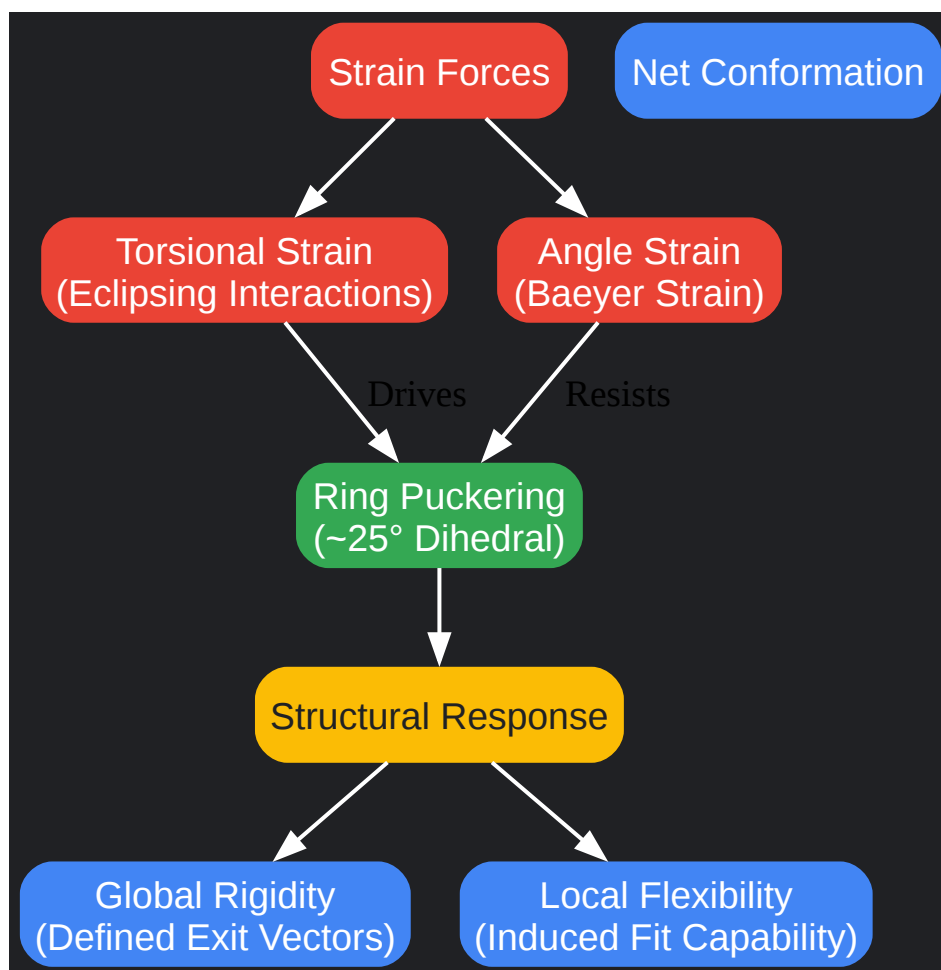 Strain Forces
Net Conformation
Torsional Strain
(Eclipsing Interactions)
Angle Strain
(Baeyer Strain)
Drives
Resists
Ring Puckering
(~25° Dihedral)
Structural Response
Global Rigidity
(Defined Exit Vectors)
Local Flexibility
(Induced Fit Capability)